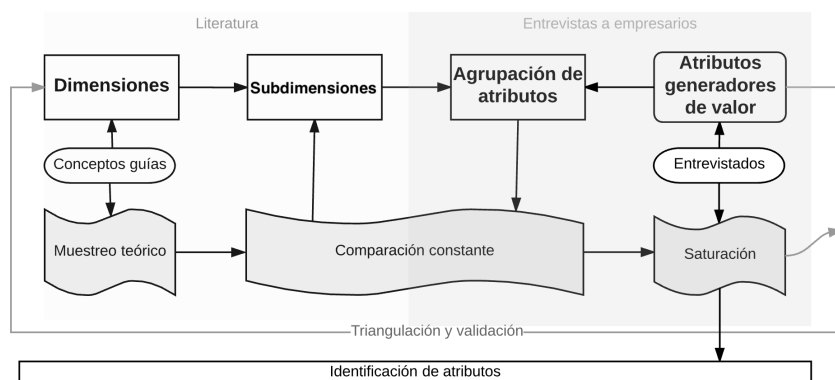 Literatura
Entrevistas a empresarios
Dimensiones
Subdimensiones
Agrupación de
atributos
Atributos
generadores
de valor
Conceptos guías
Entrevistados
Muestreo teórico
Comparación constante
Saturación
Triangulación y validación
Identificación de atributos